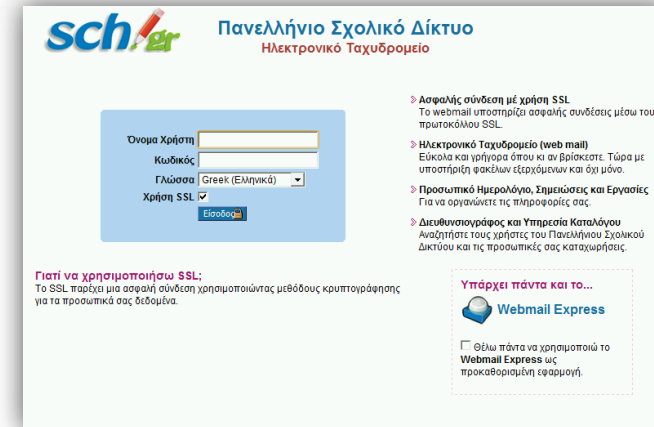 sch.gr
Πανελλήνιο Σχολικό Δίκτυο
Ηλεκτρονικό Ταχυδρομείο
Όνομα Χρήστη
Κωδικός
Γλώσσα Greek (Ελληνικά)
Χρήση SSL
Είσοδος
Ασφαλής σύνδεση μέ χρήση SSL
Το webmail υποστηρίζει ασφαλής συνδέσεις μέσω του
πρωτοκόλλου SSL.
Ηλεκτρονικό Ταχυδρομείο (web mail)
Εύκολα και γρήγορα όπου κι αν βρίσκεστε. Τώρα με
υποστήριξη φακέλων εξερχόμενων και όχι μόνο.
Προσωπικό Ημερολόγιο, Σημειώσεις και Εργασίες
Για να οργανώνετε τις πληροφορίες σας.
Διευθυνσιογράφος και Υπηρεσία Καταλόγου
Αναζητήστε τους χρήστες του Πανελλήνιου Σχολικού
Δικτύου και τις προσωπικές σας καταχωρήσεις.
Γιατί να χρησιμοποιήσω SSL;
Το SSL παρέχει μια ασφαλή σύνδεση χρησιμοποιώντας μεθόδους κρυπτογράφησης
για τα προσωπικά σας δεδομένα.
Υπάρχει πάντα και το...
Webmail Express
Θέλω πάντα να χρησιμοποιώ το
Webmail Express ως
προκαθορισμένη εφαρμογή.